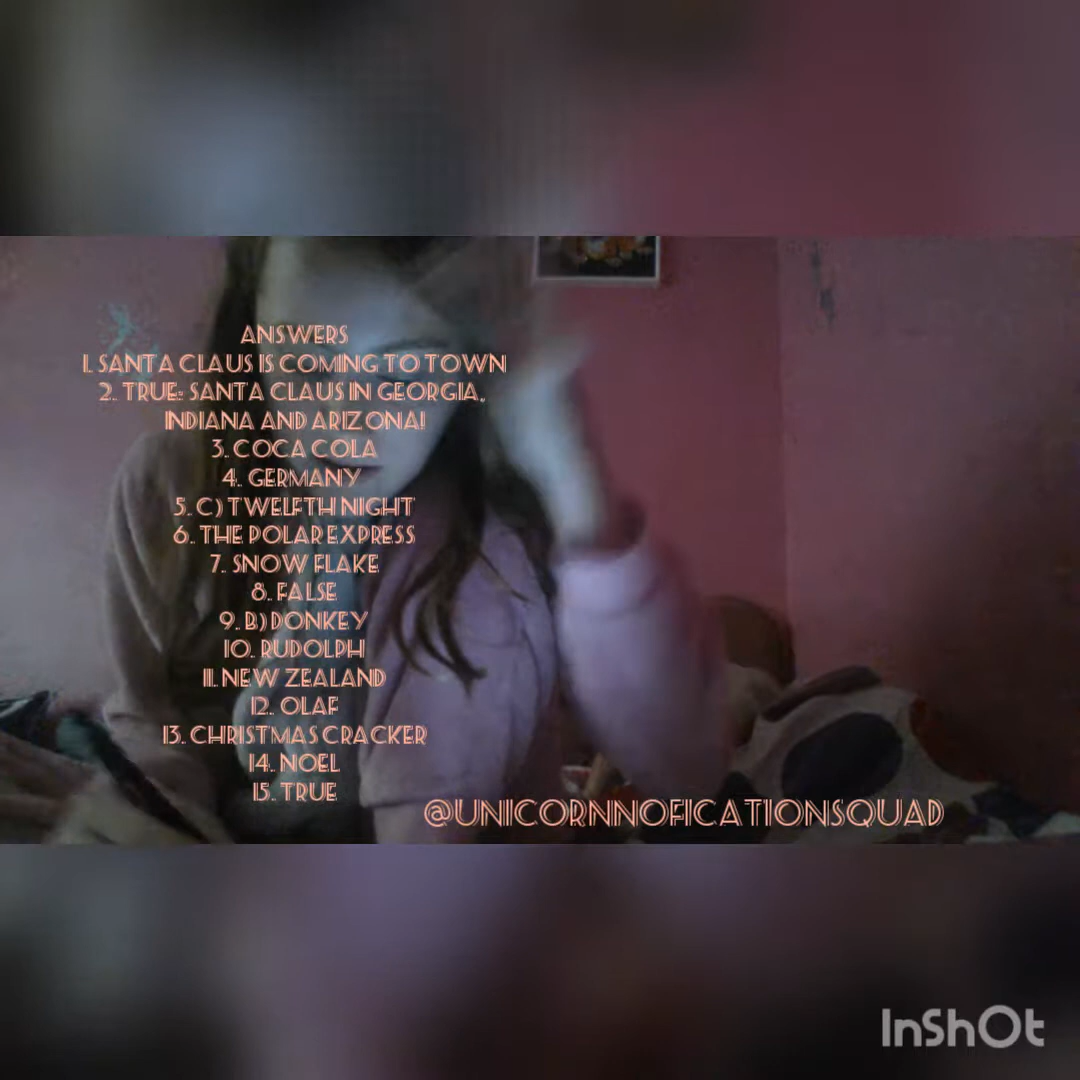 ANSWERS
1. SANTA CLAUS IS COMING TO TOWN
2.. TRUE: SANTA CLAUS IN GEORGIA,.
INDIANA AND ARIZONA!
3.. COCA COLA
4.. GERMANY
5.. C) TWELFTH NIGHT
6.. THE POLAR EXPRESS
7.. SNOW FLAKE
8.. FALSE
9.. B) DONKEY
10.. RUDOLPH
11. NEW ZEALAND
12.. OLAF
13. CHRISTMAS CRACKER
14.. NOEL
15.. TRUE
@UNICORNNOFICATIONSQUAD
InShOt